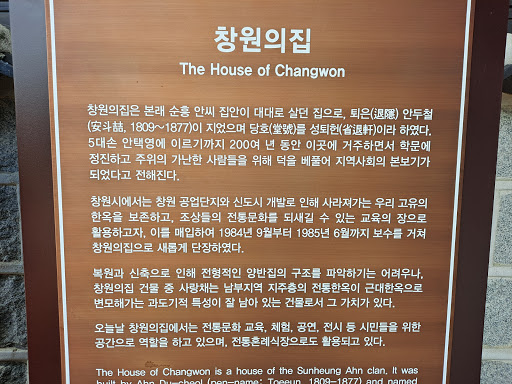 창원의집
The House of Changwon
창원의집은 본래 순흥 안씨 집안이 대대로 살던 집으로, 퇴은(退隱) 안두철
(安斗喆, 1809~1877)이 지었으며 당호(堂號)를 성퇴헌(省退軒)이라 하였다.
5대손 안택영에 이르기까지 200여 년 동안 이곳에 거주하면서 학문에
정진하고 주위의 가난한 사람들을 위해 덕을 베풀어 지역사회의 본보기가
되었다고 전해진다.
창원시에서는 창원 공업단지와 신도시 개발로 인해 사라져가는 우리 고유의
한옥을 보존하고, 조상들의 전통문화를 되새길 수 있는 교육의 장으로
활용하고자, 이를 매입하여 1984년 9월부터 1985년 6월까지 보수를 거쳐
창원의집으로 새롭게 단장하였다.
복원과 신축으로 인해 전형적인 양반집의 구조를 파악하기는 어려우나,
창원의집 건물 중 사랑채는 남부지역 지주층의 전통한옥이 근대한옥으로
변모해가는 과도기적 특성이 잘 남아 있는 건물로서 그 가치가 있다.
오늘날 창원의집에서는 전통문화 교육, 체험, 공연, 전시 등 시민들을 위한
공간으로 역할을 하고 있으며, 전통혼례식장으로도 활용되고 있다.
The House of Changwon is a house of the Sunheung Ahn clan. It was
built by Ahn Du-cheol (pen-name: Toeeun, 1809-1877) and named